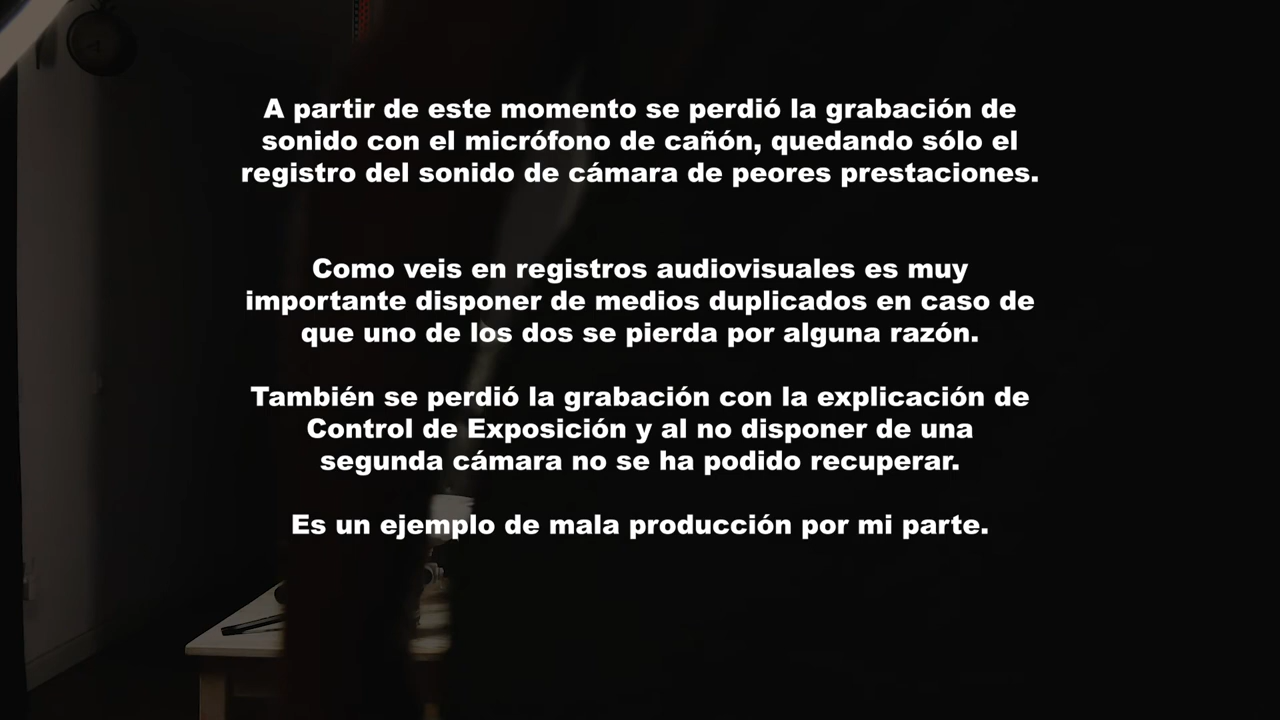 A partir de este momento se perdió la grabación de
sonido con el micrófono de cañón, quedando sólo el
registro del sonido de cámara de peores prestaciones.
Como veis en registros audiovisuales es muy
importante disponer de medios duplicados en caso de
que uno de los dos se pierda por alguna razón.
También se perdió la grabación con la explicación de
Control de Exposición y al no disponer de una
segunda cámara no se ha podido recuperar.
Es un ejemplo de mala producción por mi parte.